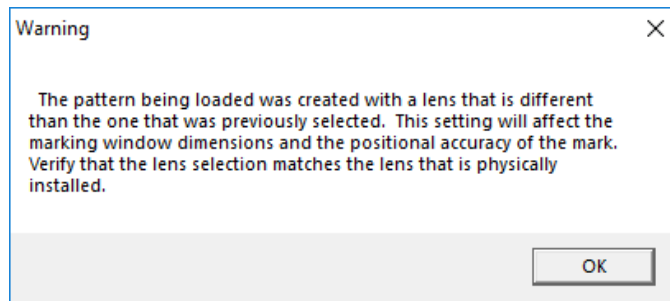 Warning
The pattern being loaded was created with a lens that is different
than the one that was previously selected.  This setting will affect the
marking window dimensions and the positional accuracy of the mark.
Verify that the lens selection matches the lens that is physically
installed.
OK